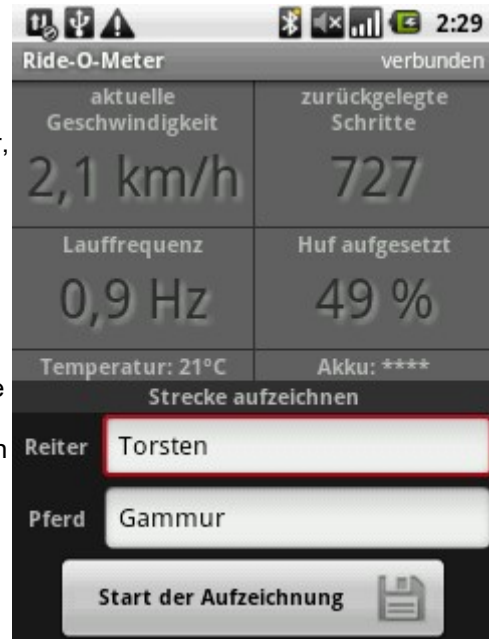 2:29
Ride-O-Meter verbunden
aktuelle
Geschwindigkeit
2,1 km/h
zurückgelegte
Schritte
727
Lauffrequenz
0,9 Hz
Huf aufgesetzt
49 %
Temperatur: 21°C
Akku: ****
Strecke aufzeichnen
Reiter Torsten
Pferd Gammur
Start der Aufzeichnung